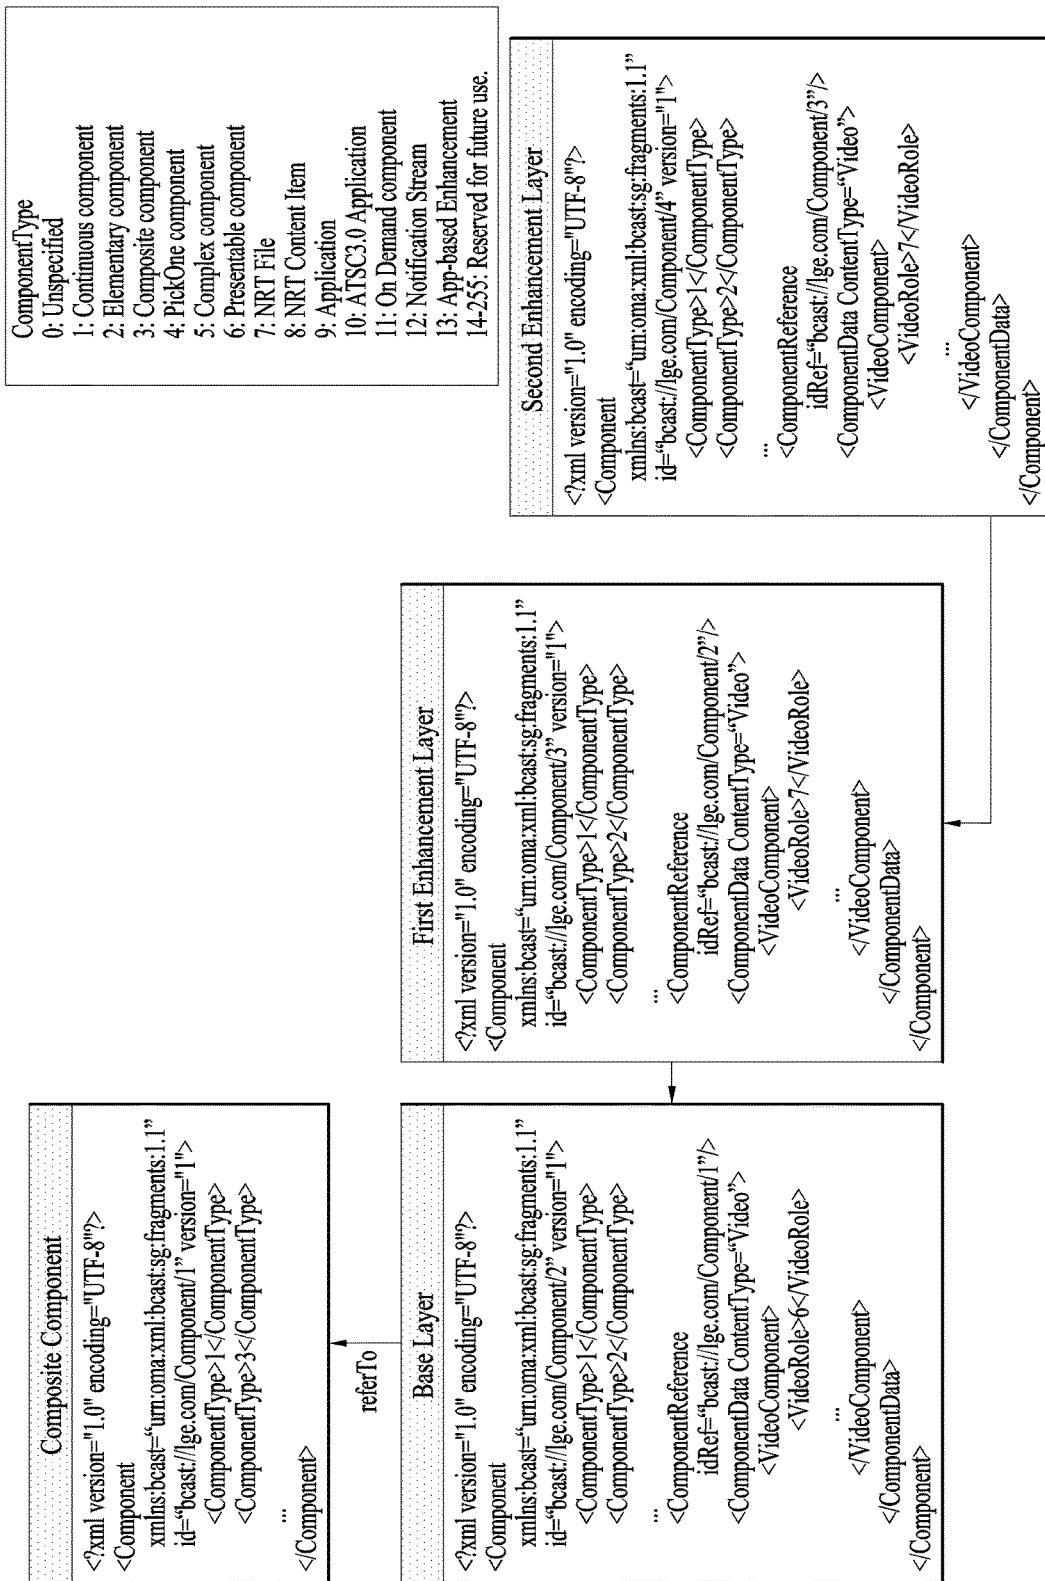 ComponentType
0: Unspecified
1: Continuous component
2: Elementary component
3: Composite component
4: PickOne component
5: Complex component
6: Presentable component
7: NRT File
8: NRT Content Item
9: Application
10: ATSC3.0 Application
11: On Demand component
12: Notification Stream
13: App-based Enhancement
14-255: Reserved for future use.
Composite Component
<?xml version="1.0" encoding="UTF-8"?>
<Component
xmlns:bcast=“urn:oma:xml:bcast:sg:fragments:1.1”
id=“bcast://lge.com/Component/1” version="1">
<ComponentType>1</ComponentType>
<ComponentType>3</ComponentType>
...
</Component>
referTo
Base Layer
<?xml version="1.0" encoding="UTF-8"?>
<Component
xmlns:bcast=“urn:oma:xml:bcast:sg:fragments:1.1”
id=“bcast://lge.com/Component/2” version="1">
<ComponentType>1</ComponentType>
<ComponentType>2</ComponentType>
...
<ComponentReference
idRef=“bcast://lge.com/Component/1”/>
<ComponentData ContentType=“Video”>
<VideoComponent>
<VideoRole>6</VideoRole>
...
</VideoComponent>
</ComponentData>
</Component>
First Enhancement Layer
<?xml version="1.0" encoding="UTF-8"?>
<Component
xmlns:bcast=“urn:oma:xml:bcast:sg:fragments:1.1”
id=“bcast://lge.com/Component/3” version="1">
<ComponentType>1</ComponentType>
<ComponentType>2</ComponentType>
...
<ComponentReference
idRef=“bcast://lge.com/Component/2”/>
<ComponentData ContentType=“Video”>
<VideoComponent>
<VideoRole>7</VideoRole>
...
</VideoComponent>
</ComponentData>
</Component>
Second Enhancement Layer
<?xml version="1.0" encoding="UTF-8"?>
<Component
xmlns:bcast=“urn:oma:xml:bcast:sg:fragments:1.1”
id=“bcast://lge.com/Component/4” version="1">
<ComponentType>1</ComponentType>
<ComponentType>2</ComponentType>
...
<ComponentReference
idRef=“bcast://lge.com/Component/3”/>
<ComponentData ContentType=“Video”>
<VideoComponent>
<VideoRole>7</VideoRole>
...
</VideoComponent>
</ComponentData>
</Component>